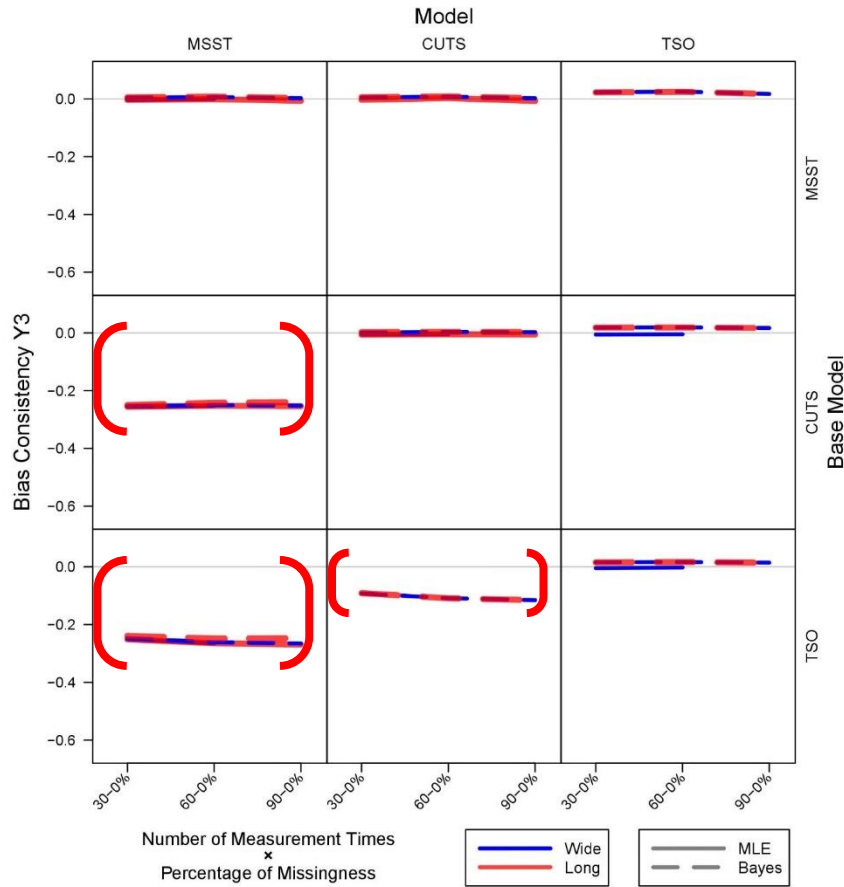 Model
MSST CUTS TSO
0.0
−0.2
−0.4
−0.6
MSST
0.0
−0.2
−0.4
−0.6
CUTS
0.0
−0.2
−0.4
−0.6
TSO
Bias Consistency Y3
Base Model
30−0% 60−0% 90−0% 30−0% 60−0% 90−0% 30−0% 60−0% 90−0%
Number of Measurement Times
×
Percentage of Missingness
Wide
Long
MLE
Bayes